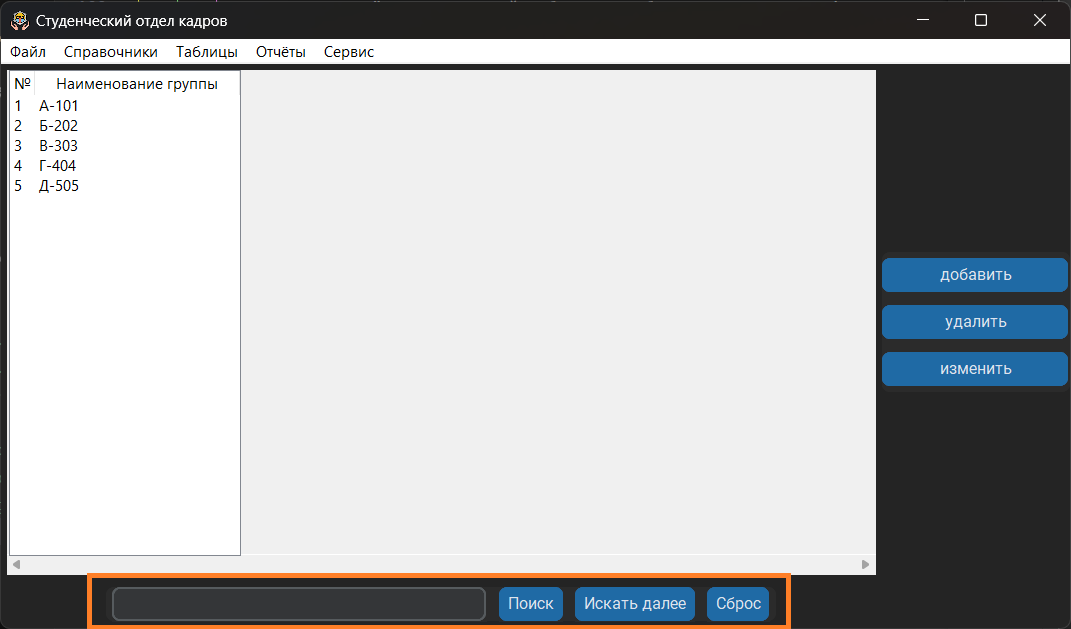 Студенческий отдел кадров
Файл Справочники Таблицы Отчёты Сервис
№ Наименование группы
1 А-101
2 Б-202
3 В-303
4 Г-404
5 Д-505
добавить
удалить
изменить
Поиск Искать далее Сброс